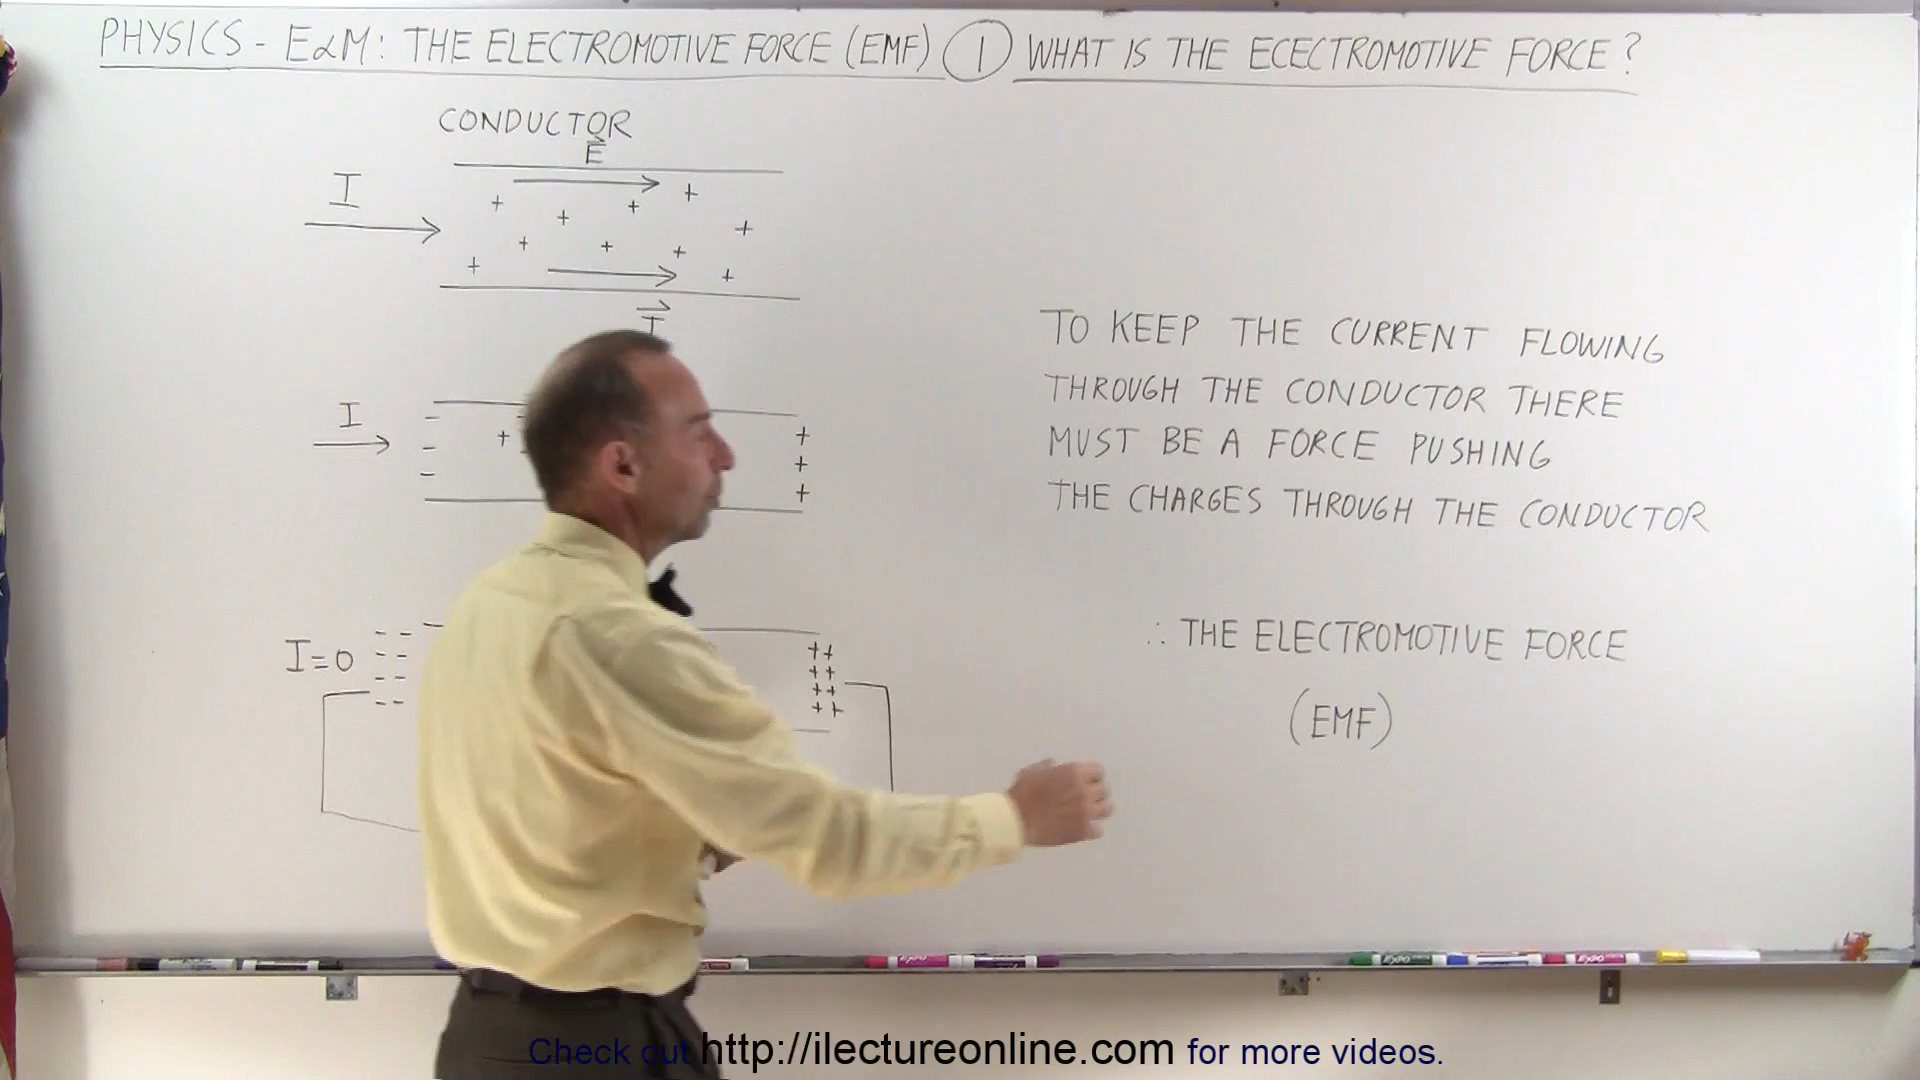 PHYSICS - E&M: THE ELECTROMOTIVE FORCE (EMF) 1 WHAT IS THE ECECTROMOTIVE FORCE?
CONDUCTOR
E
I
+ + + +
+ + + +
+ +
I
- + +
- +
- +
I=0
-- ++
-- ++
-- ++
-- ++
TO KEEP THE CURRENT FLOWING
THROUGH THE CONDUCTOR THERE
MUST BE A FORCE PUSHING
THE CHARGES THROUGH THE CONDUCTOR
∴ THE ELECTROMOTIVE FORCE
(EMF)
EXPO EXPO
Check out http://ilectureonline.com for more videos.